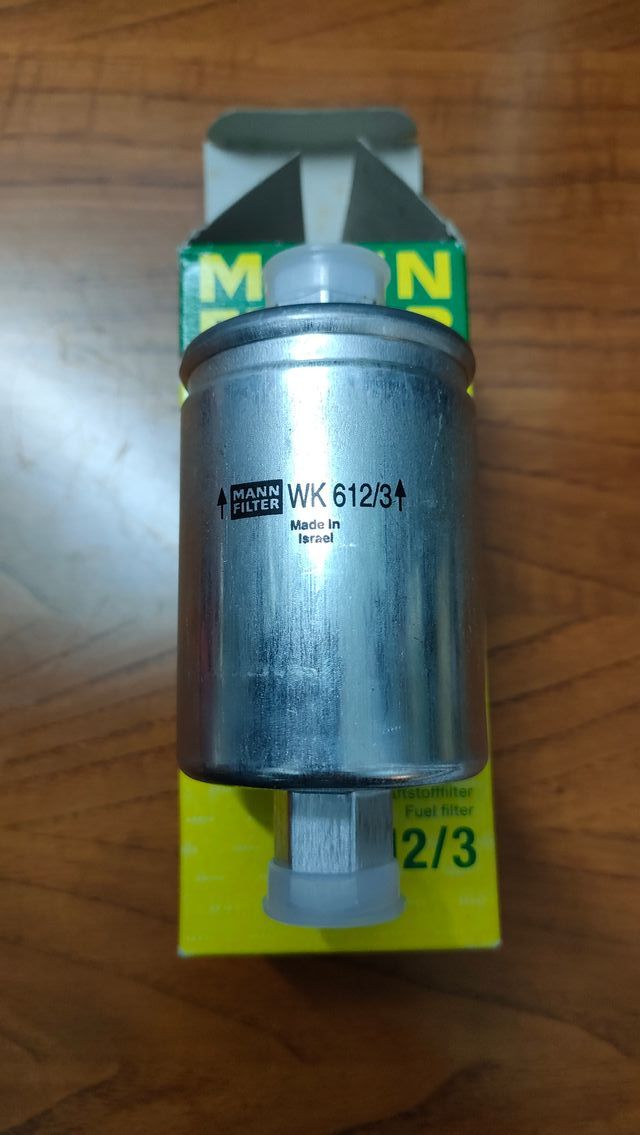 MANN
FILTER
WK 612/3
Made In
Israel
Fuel filter
12/3